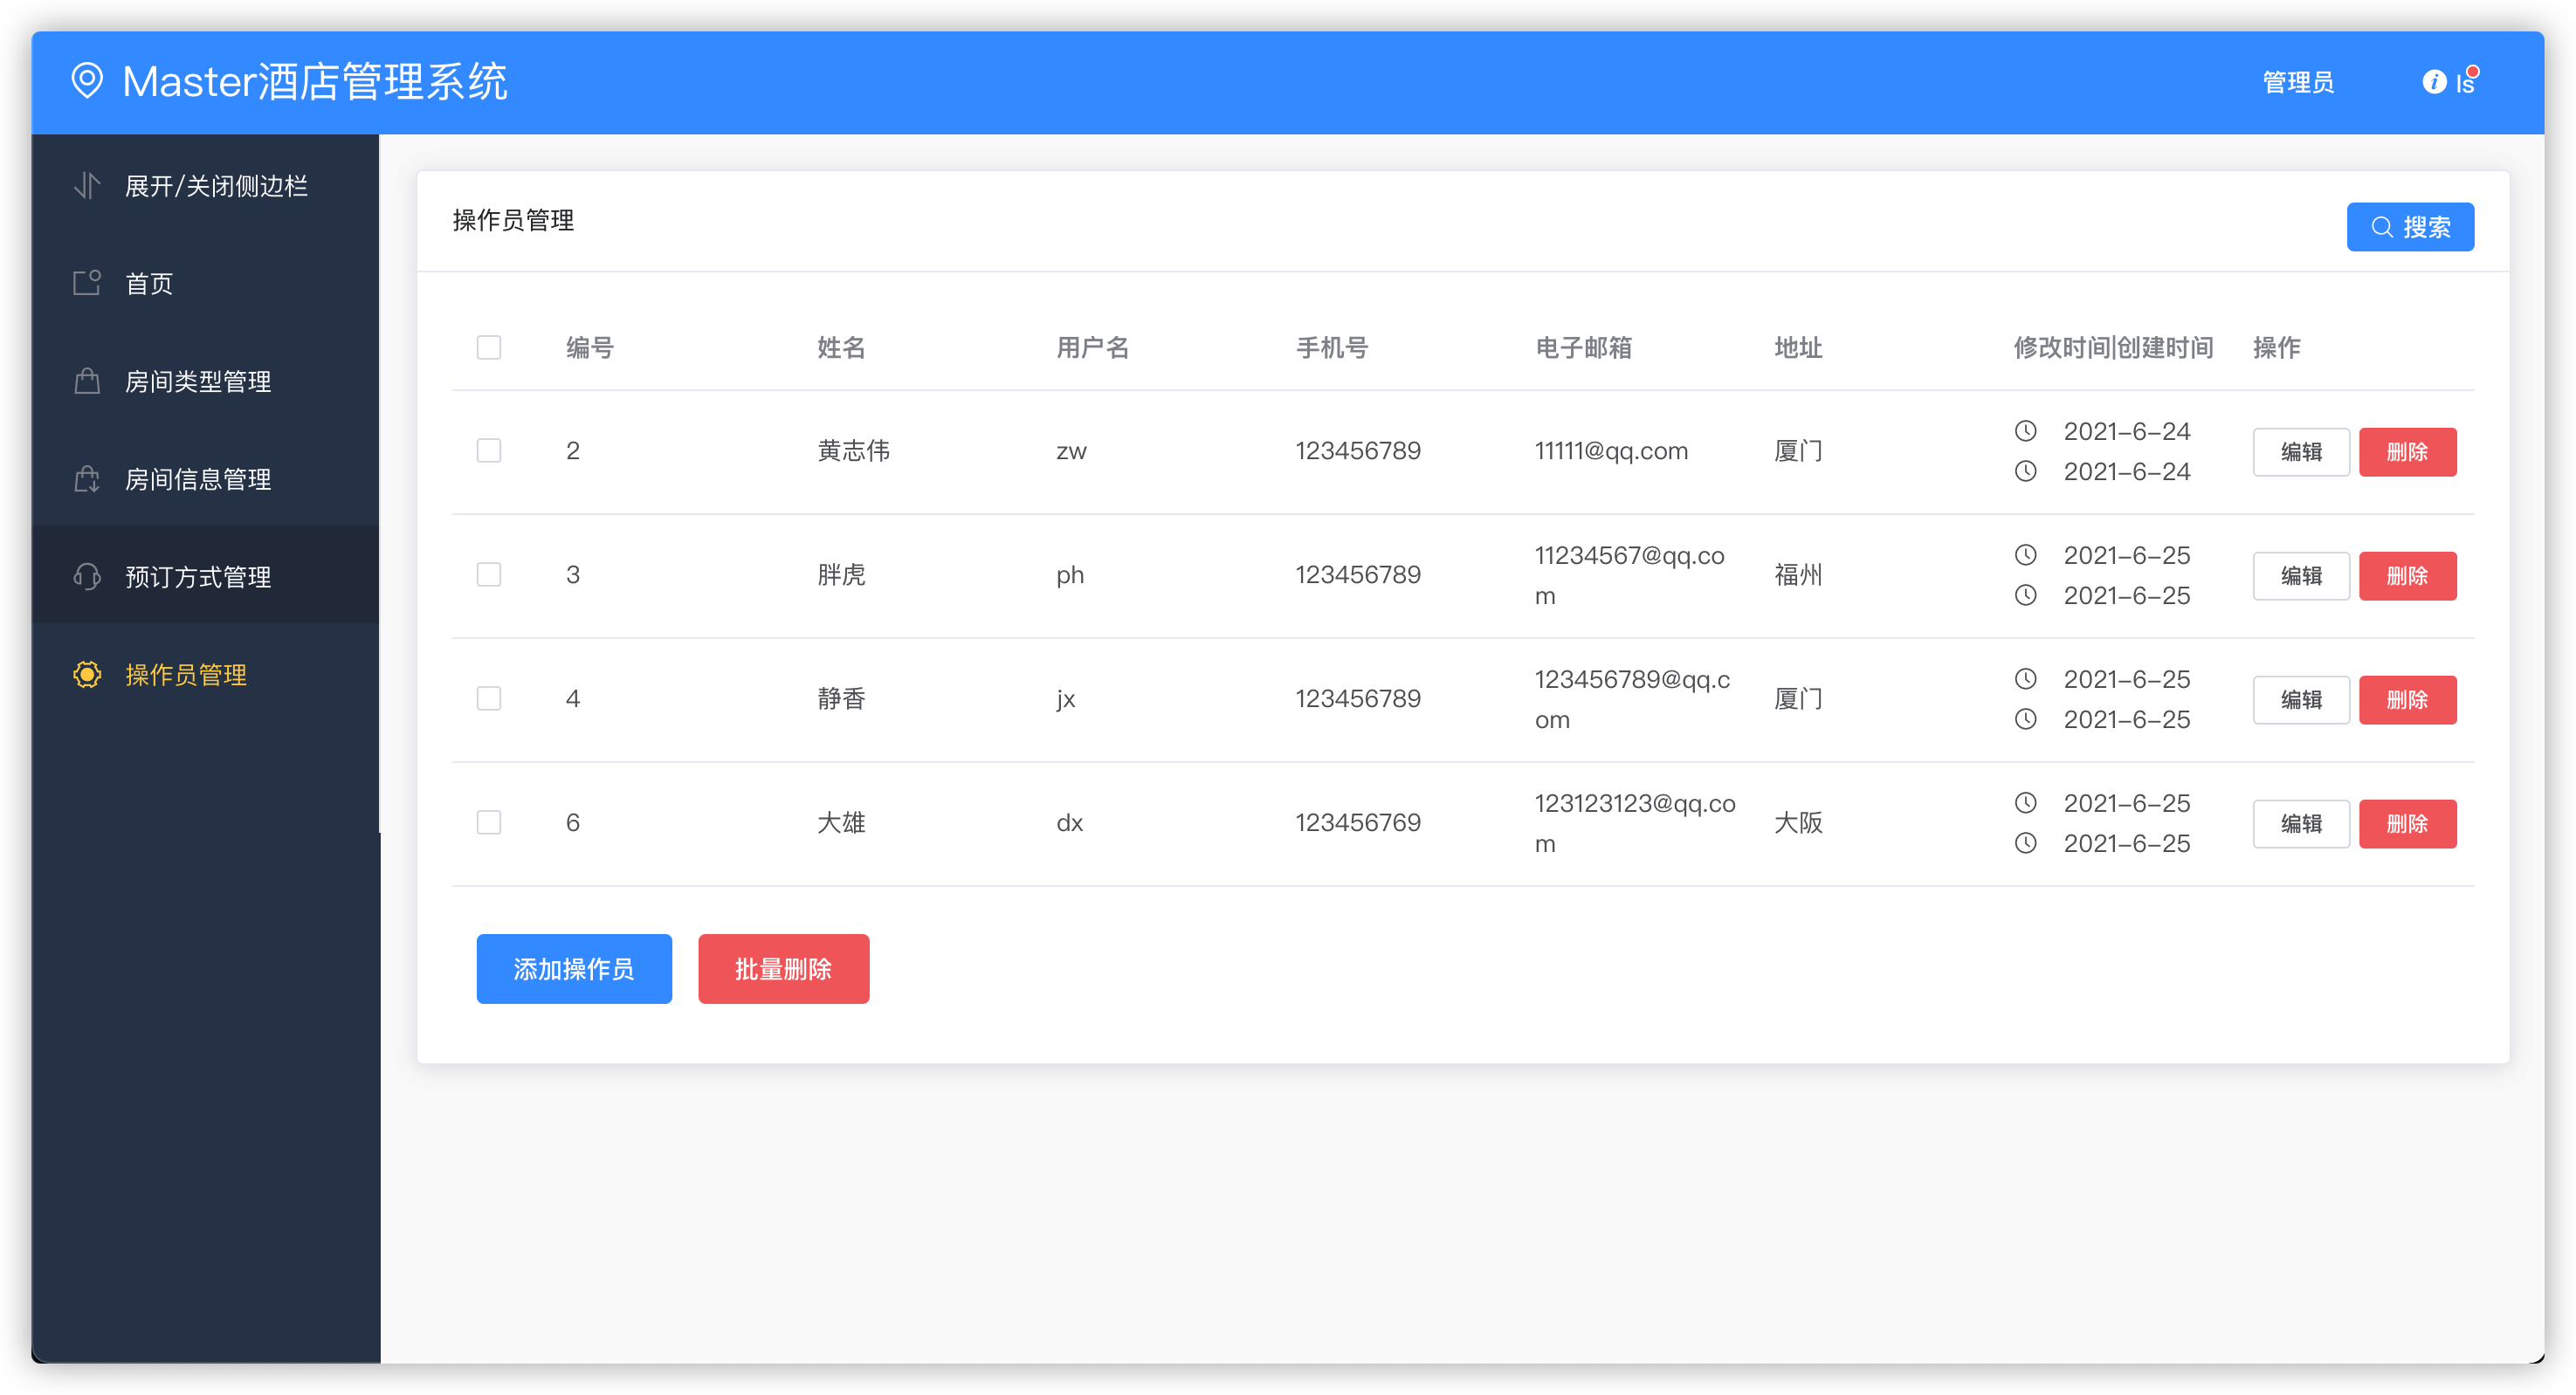 Master酒店管理系统
管理员
ls
展开/关闭侧边栏
首页
房间类型管理
房间信息管理
预订方式管理
操作员管理
操作员管理
搜索
编号 姓名 用户名 手机号 电子邮箱 地址 修改时间|创建时间 操作
2 黄志伟 zw 123456789 11111@qq.com 厦门 2021-6-24 编辑 删除
2021-6-24
3 胖虎 ph 123456789 11234567@qq.co 福州 2021-6-25 编辑 删除
m 2021-6-25
4 静香 jx 123456789 123456789@qq.c 厦门 2021-6-25 编辑 删除
om 2021-6-25
6 大雄 dx 123456769 123123123@qq.co 大阪 2021-6-25 编辑 删除
m 2021-6-25
添加操作员 批量删除